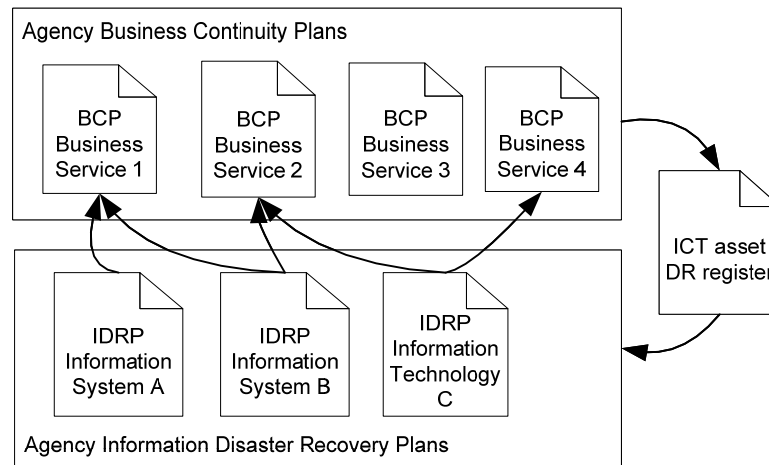 Agency Business Continuity Plans
BCP
Business
Service 1
BCP
Business
Service 2
BCP
Business
Service 3
BCP
Business
Service 4
ICT asset
DR register
IDRP
Information
System A
IDRP
Information
System B
IDRP
Information
Technology
C
Agency Information Disaster Recovery Plans